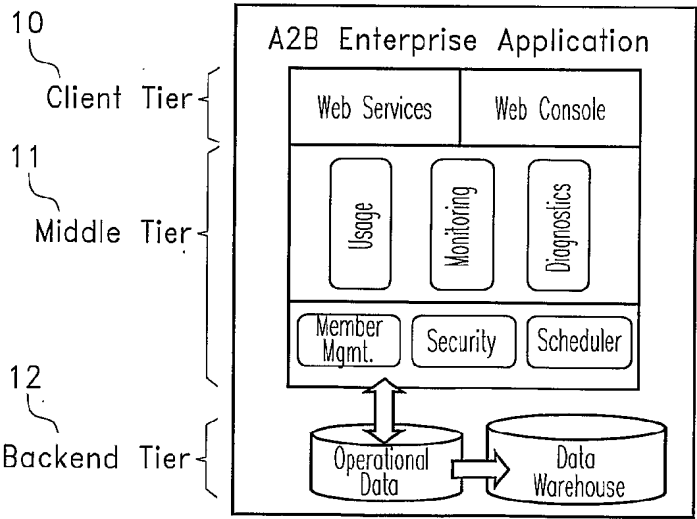 10
A2B Enterprise Application
Client Tier
Web Services
Web Console
11
Middle Tier
Usage
Monitoring
Diagnostics
Member
Mgmt.
Security
Scheduler
12
Backend Tier
Operational
Data
Data
Warehouse